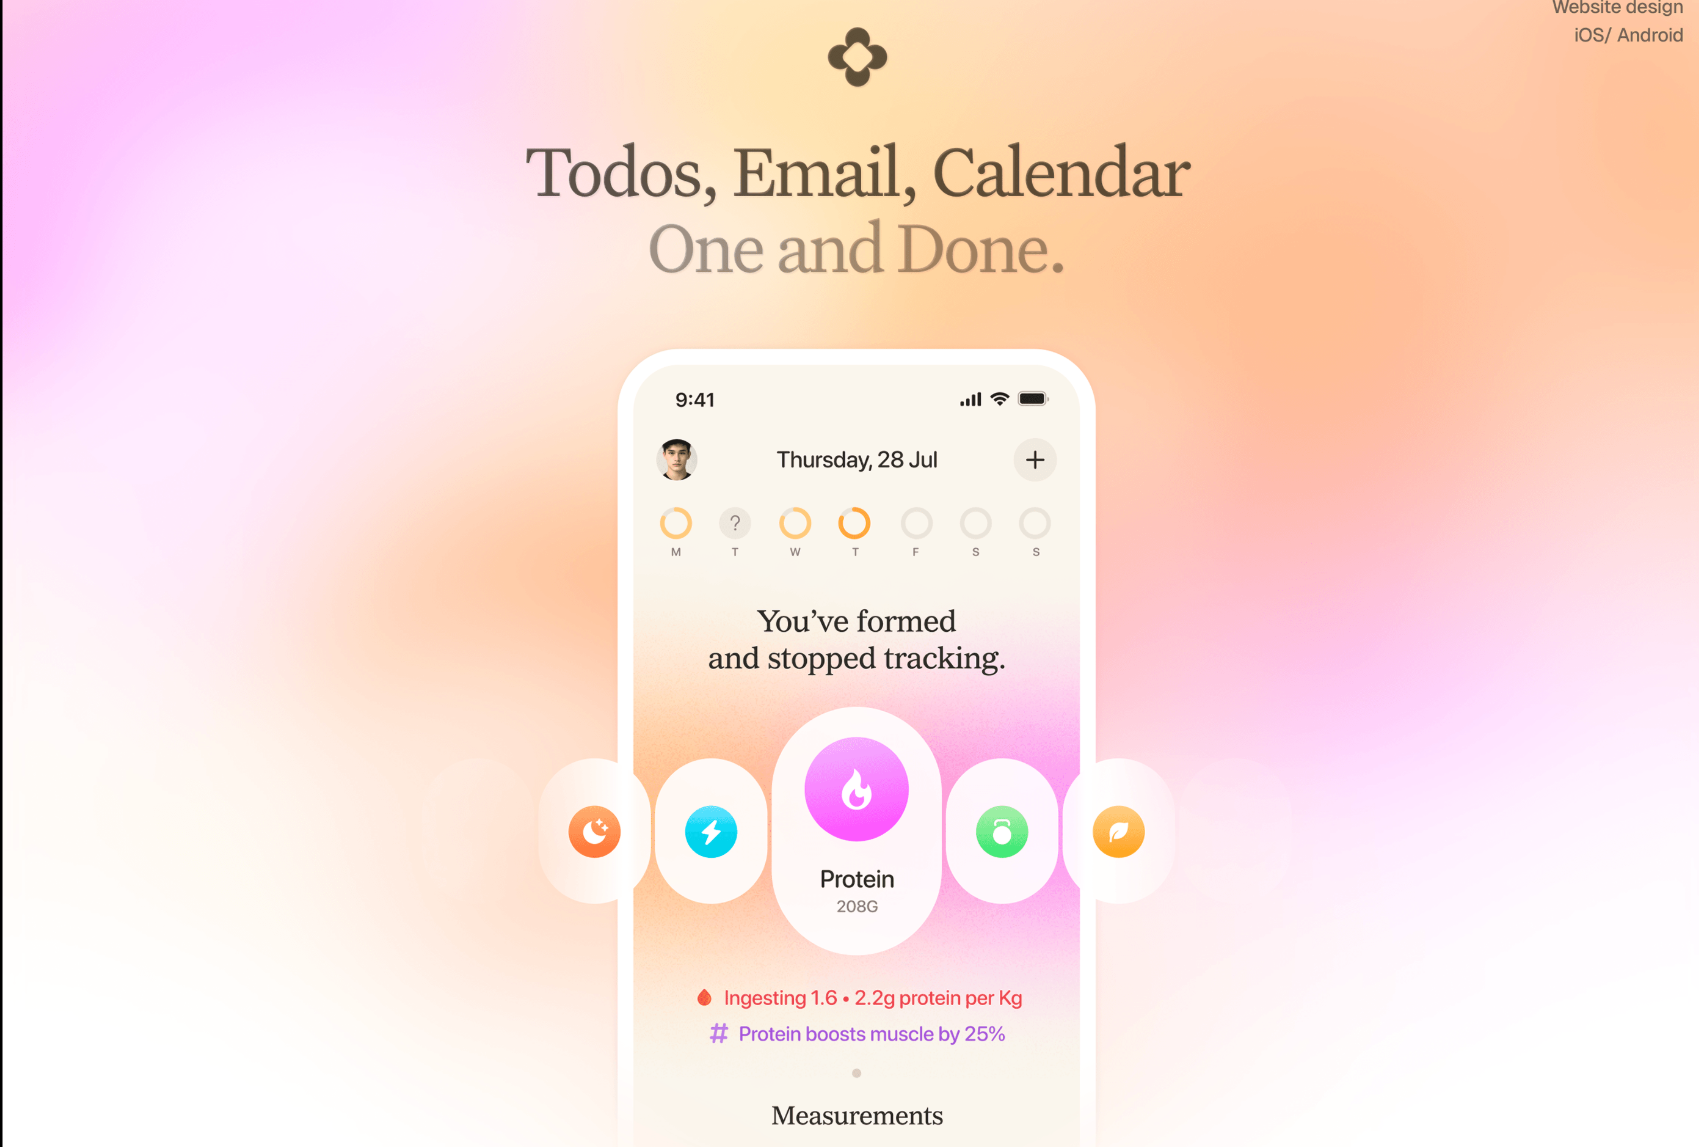 Website design
iOS/ Android
Todos, Email, Calendar
One and Done.
9:41
Thursday, 28 Jul
?
M T W T F S S
You’ve formed
and stopped tracking.
Protein
208G
Ingesting 1.6 • 2.2g protein per Kg
# Protein boosts muscle by 25%
Measurements